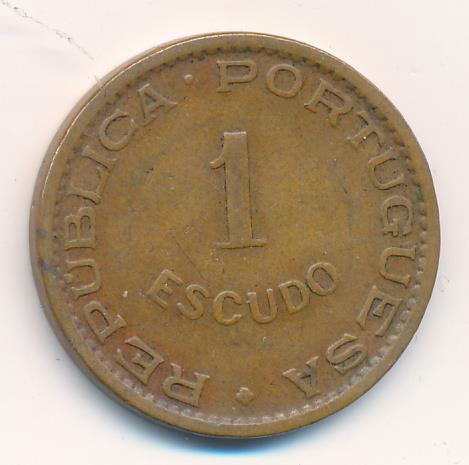 REPUBLICA · PORTUGUESA
1
ESCUDO